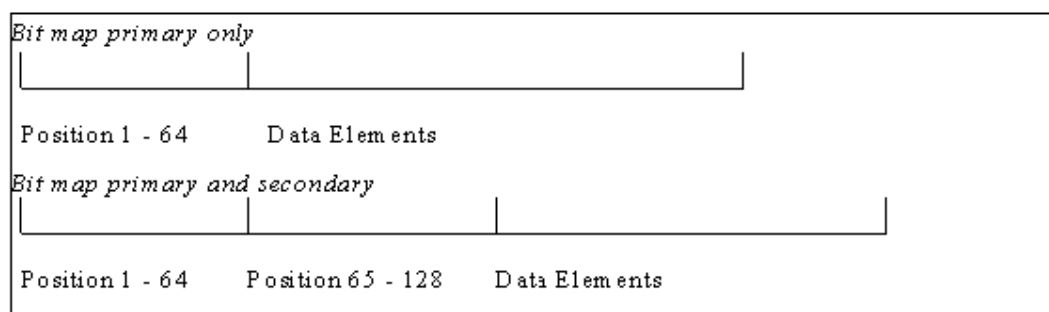 Bit map primary only
Position 1 - 64 Data Elements
Bit map primary and secondary
Position 1 - 64 Position 65 - 128 Data Elements